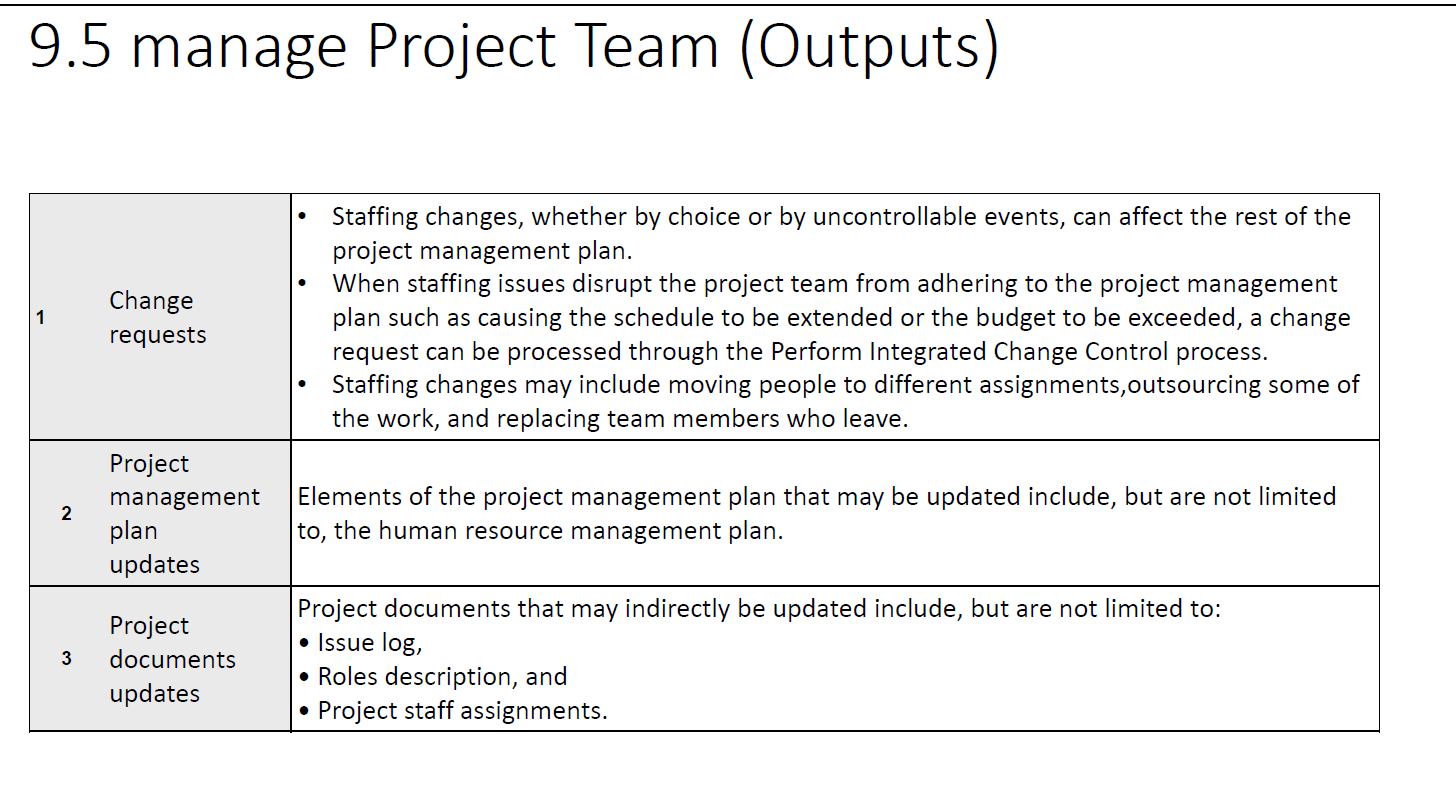 9.5 manage Project Team (Outputs)
1
Change
requests
• Staffing changes, whether by choice or by uncontrollable events, can affect the rest of the
project management plan.
• When staffing issues disrupt the project team from adhering to the project management
plan such as causing the schedule to be extended or the budget to be exceeded, a change
request can be processed through the Perform Integrated Change Control process.
• Staffing changes may include moving people to different assignments,outsourcing some of
the work, and replacing team members who leave.
2
Project
management
plan
updates
Elements of the project management plan that may be updated include, but are not limited
to, the human resource management plan.
3
Project
documents
updates
Project documents that may indirectly be updated include, but are not limited to:
• Issue log,
• Roles description, and
• Project staff assignments.